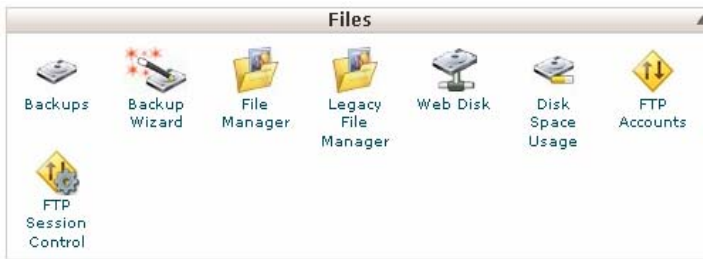 Files
Backups
Backup
Wizard
File
Manager
Legacy
File
Manager
Web Disk
Disk
Space
Usage
FTP
Accounts
FTP
Session
Control